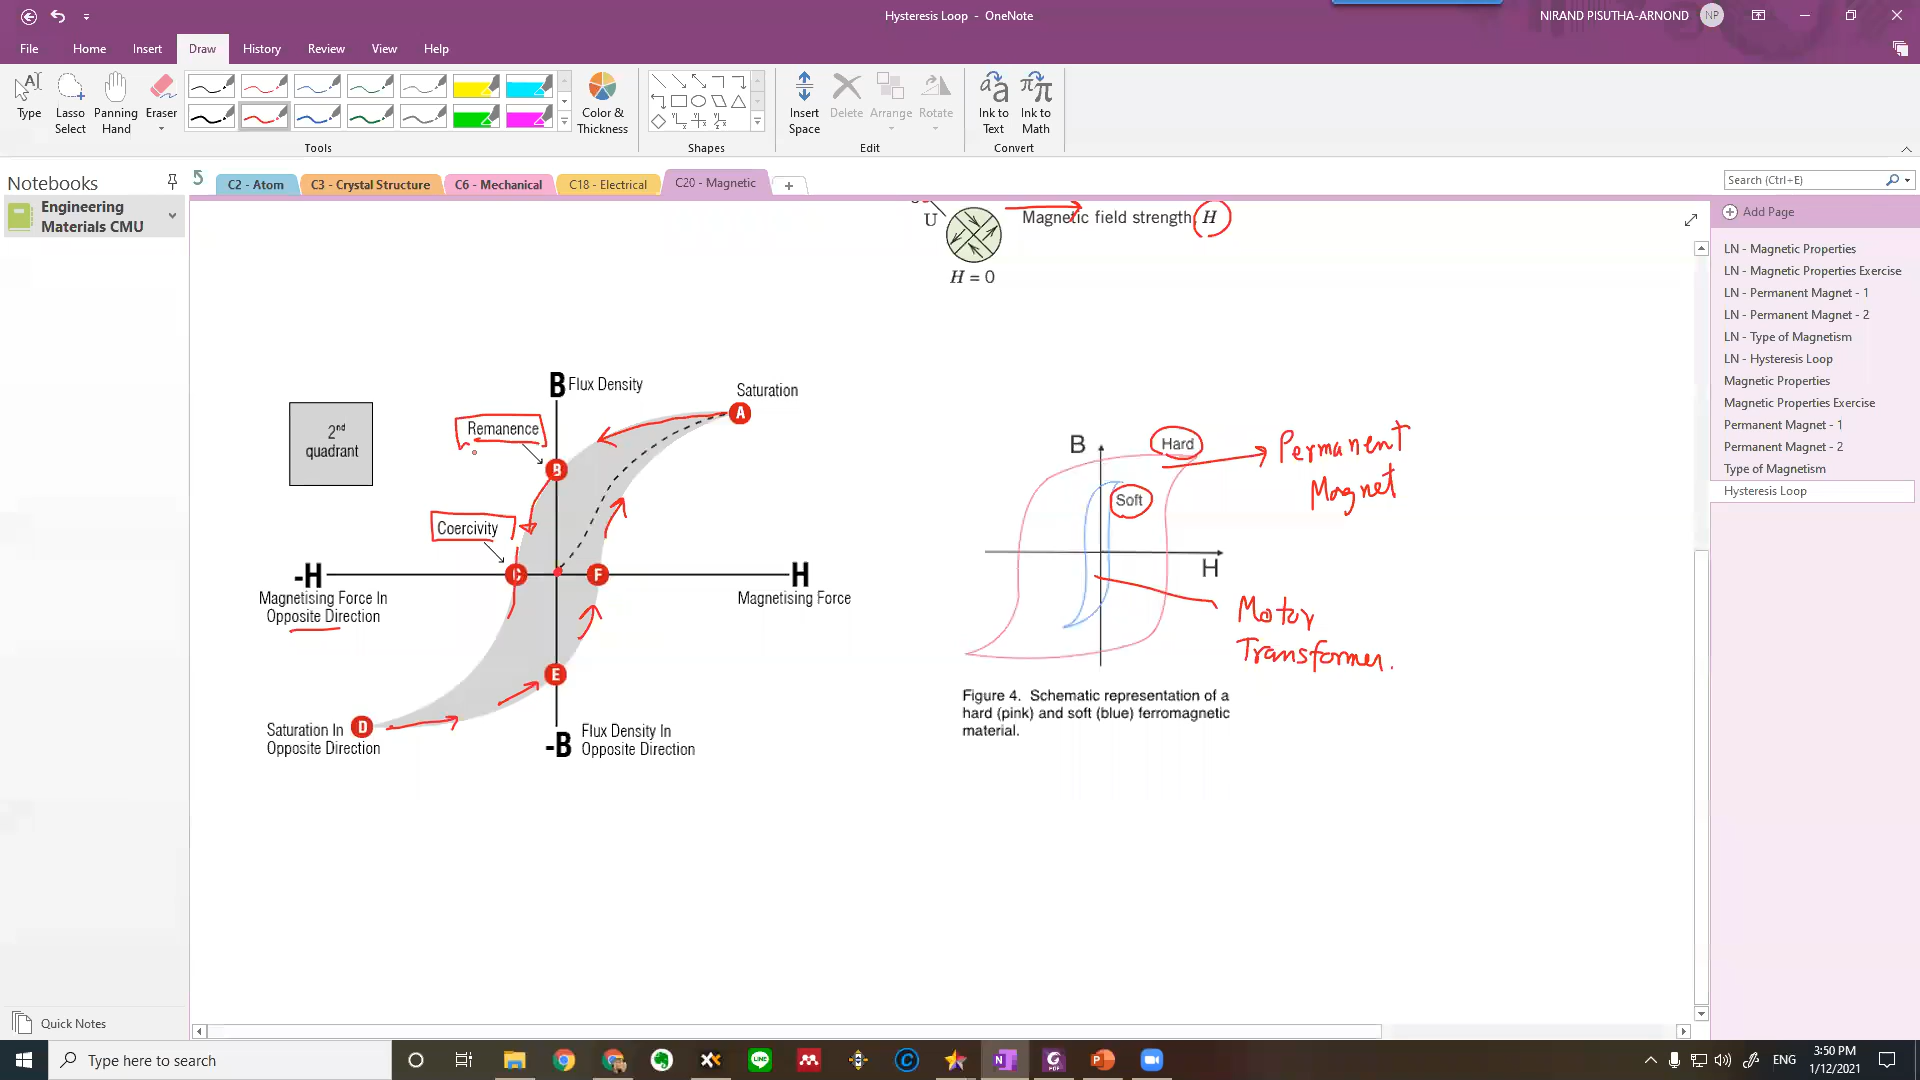 Hysteresis Loop - OneNote
NIRAND PISUTHA-ARNOND
NP
File
Home
Insert
Draw
History
Review
View
Help
Type
Lasso
Select
Panning
Hand
Eraser
Color &
Thickness
Insert
Space
Delete
Arrange
Rotate
Ink to
Text
Ink to
Math
Tools
Shapes
Edit
Convert
Notebooks
Engineering
Materials CMU
C2 - Atom
C3 - Crystal Structure
C6 - Mechanical
C18 - Electrical
C20 - Magnetic
Search (Ctrl+E)
Add Page
LN - Magnetic Properties
LN - Magnetic Properties Exercise
LN - Permanent Magnet - 1
LN - Permanent Magnet - 2
LN - Type of Magnetism
LN - Hysteresis Loop
Magnetic Properties
Magnetic Properties Exercise
Permanent Magnet - 1
Permanent Magnet - 2
Type of Magnetism
Hysteresis Loop
U
Magnetic field strength, H
H = 0
2nd
quadrant
B Flux Density
Saturation
A
Remanence
B
Coercivity
-H
C
F
H
Magnetising Force In
Opposite Direction
Magnetising Force
E
Saturation In
Opposite Direction
D
-B
Flux Density In
Opposite Direction
B
Hard
Soft
H
Permanent
Magnet
Motor
Transformer.
Figure 4. Schematic representation of a
hard (pink) and soft (blue) ferromagnetic
material.
Quick Notes
Type here to search
ENG
3:50 PM
1/12/2021